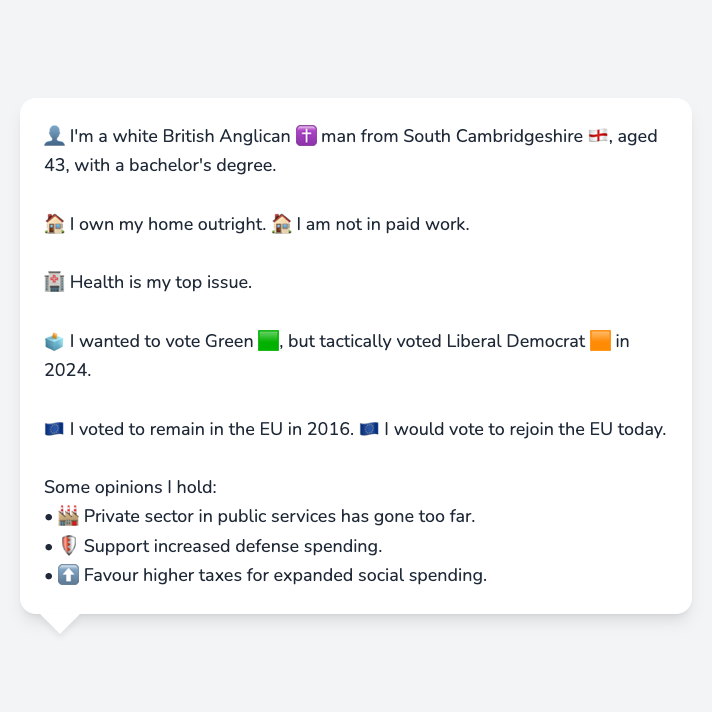 👤 I'm a white British Anglican ✝️ man from South Cambridgeshire 🏴󠁧󠁢󠁥󠁮󠁧󠁿, aged
43, with a bachelor's degree.
🏠 I own my home outright. 🏠 I am not in paid work.
🏥 Health is my top issue.
🗳️ I wanted to vote Green 🟩, but tactically voted Liberal Democrat 🟧 in
2024.
🇪🇺 I voted to remain in the EU in 2016. 🇪🇺 I would vote to rejoin the EU today.
Some opinions I hold:
• 🏭 Private sector in public services has gone too far.
• 🛡️ Support increased defense spending.
• ⬆️ Favour higher taxes for expanded social spending.